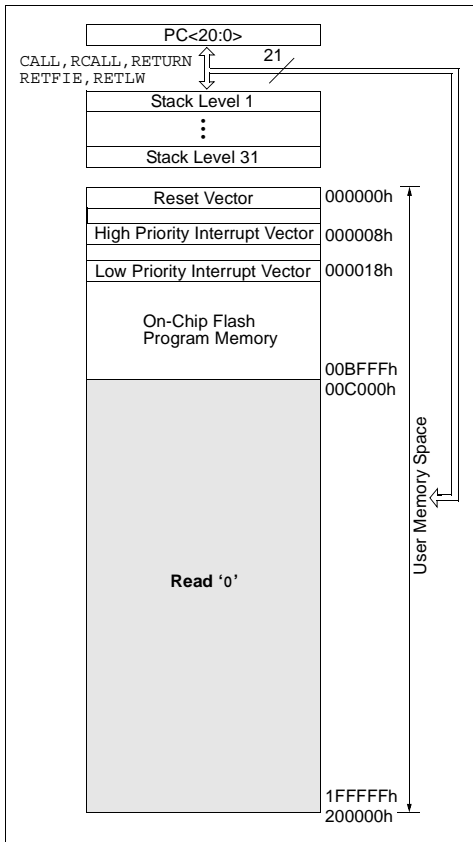 PC<20:0>
CALL,RCALL,RETURN
RETFIE,RETLW
21
Stack Level 1
Stack Level 31
Reset Vector
000000h
High Priority Interrupt Vector
000008h
Low Priority Interrupt Vector
000018h
On-Chip Flash
Program Memory
00BFFFh
00C000h
User Memory Space
Read ‘0’
1FFFFFh
200000h